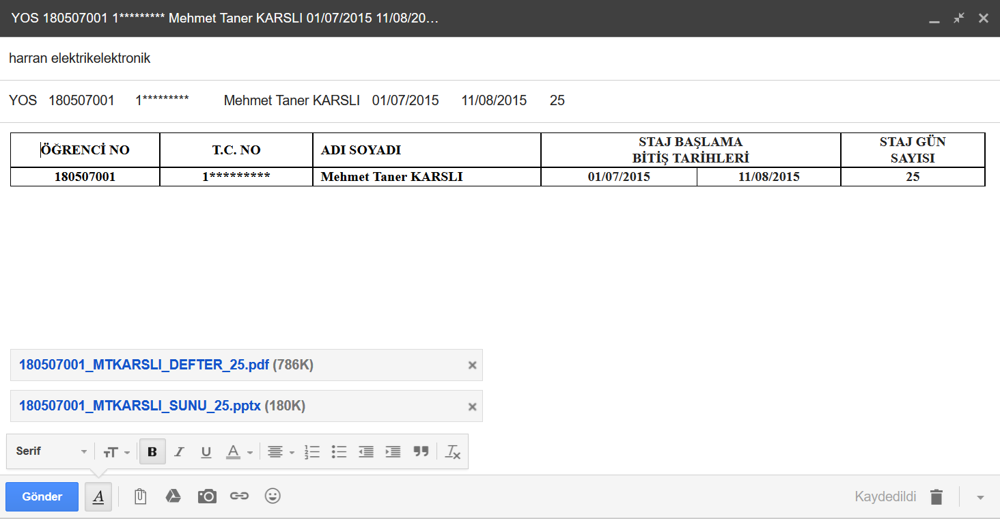 YOS 180507001 1********* Mehmet Taner KARSLI 01/07/2015 11/08/20…
harran elektrikelektronik
YOS 180507001 1********* Mehmet Taner KARSLI 01/07/2015 11/08/2015 25
ÖĞRENCİ NO T.C. NO ADI SOYADI STAJ BAŞLAMA BİTİŞ TARİHLERİ STAJ GÜN SAYISI
180507001 1********* Mehmet Taner KARSLI 01/07/2015 11/08/2015 25
180507001_MTKARSLI_DEFTER_25.pdf (786K)
180507001_MTKARSLI_SUNU_25.pptx (180K)
Serif
Gönder Kaydedildi